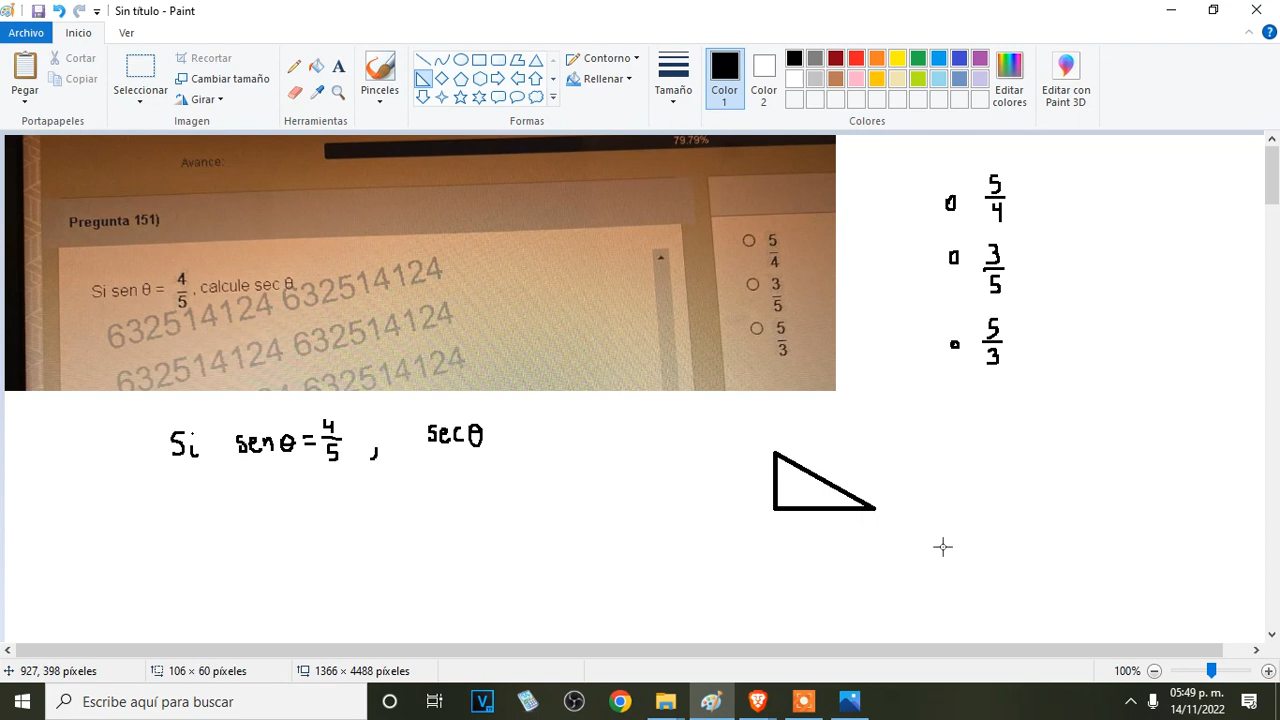 Sin título - Paint
Archivo Inicio Ver
Pegar
Cortar
Copiar
Portapapeles
Seleccionar
Recortar
Cambiar tamaño
Girar
Imagen
A
Herramientas
Pinceles
Contorno
Rellenar
Formas
Tamaño
Color 1
Color 2
Editar colores
Colores
Editar con Paint 3D
79.79%
Avance:
Pregunta 151)
Si sen θ = 4/5, calcule sec θ.
632514124 632514124
632514124 632514124
632514124 632514124
5/4
3/5
5/3
5/4
3/5
5/3
Si sen θ = 4/5 , sec θ
927, 398 píxeles
106 × 60 píxeles
1366 × 4488 píxeles
100%
Escribe aquí para buscar
05:49 p. m.
14/11/2022